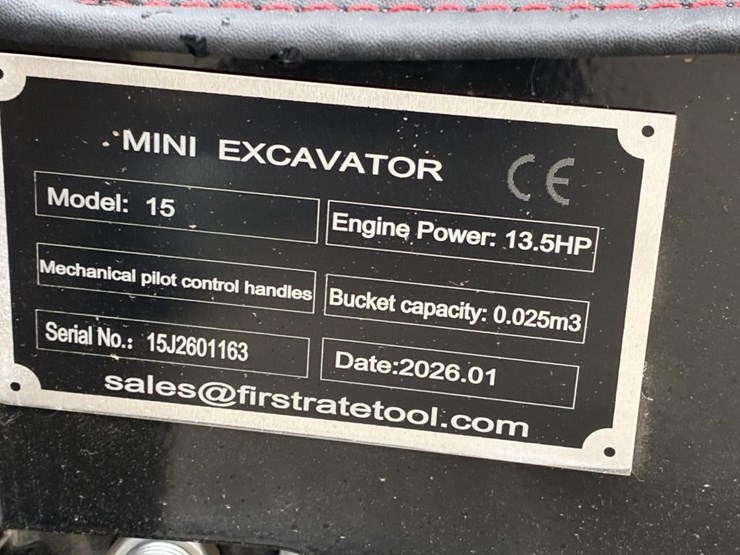 MINI EXCAVATOR CE
Model: 15
Engine Power: 13.5HP
Mechanical pilot control handles
Bucket capacity: 0.025m3
Serial No.: 15J2601163
Date:2026.01
sales@firstratetool.com